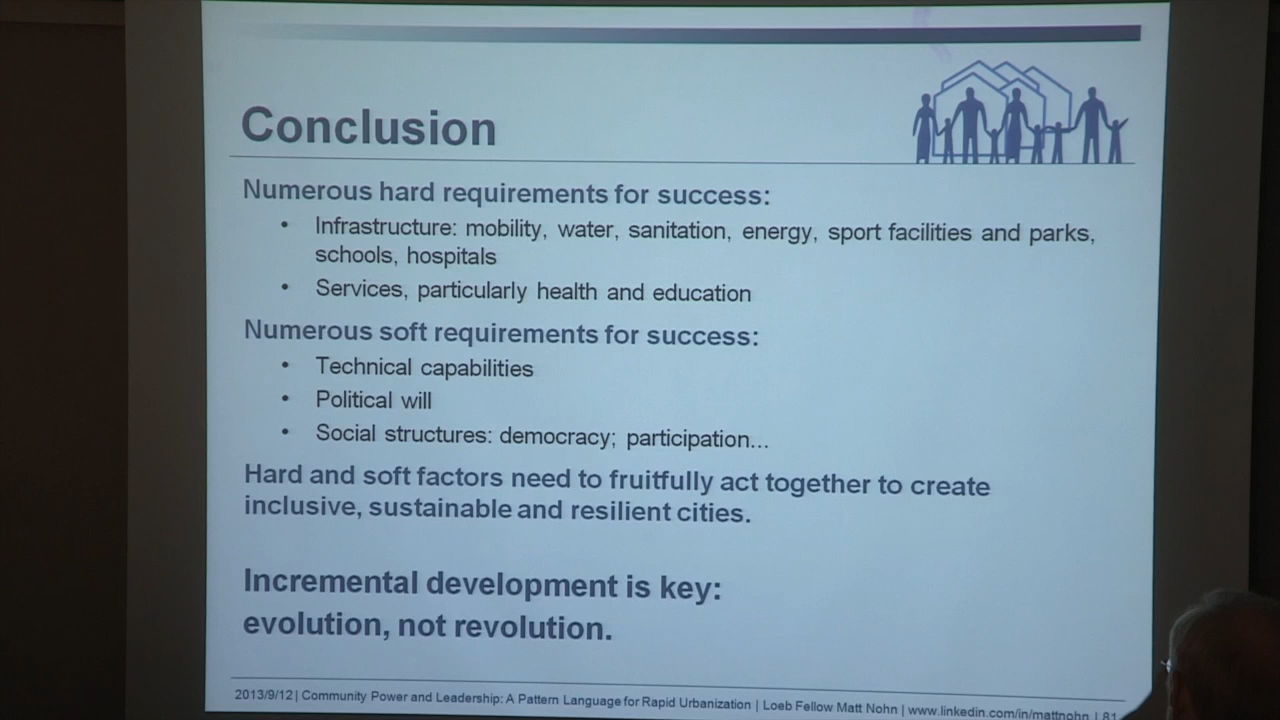 Conclusion
Numerous hard requirements for success:
• Infrastructure: mobility, water, sanitation, energy, sport facilities and parks,
schools, hospitals
• Services, particularly health and education
Numerous soft requirements for success:
• Technical capabilities
• Political will
• Social structures: democracy; participation...
Hard and soft factors need to fruitfully act together to create
inclusive, sustainable and resilient cities.
Incremental development is key:
evolution, not revolution.
2013/9/12 | Community Power and Leadership: A Pattern Language for Rapid Urbanization | Loeb Fellow Matt Nohn | www.linkedin.com/in/mattnohn | 81